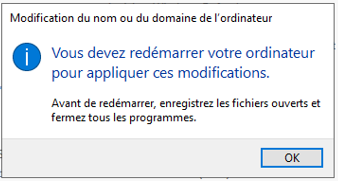 Modification du nom ou du domaine de l'ordinateur
Vous devez redémarrer votre ordinateur
pour appliquer ces modifications.
Avant de redémarrer, enregistrez les fichiers ouverts et
fermez tous les programmes.
OK